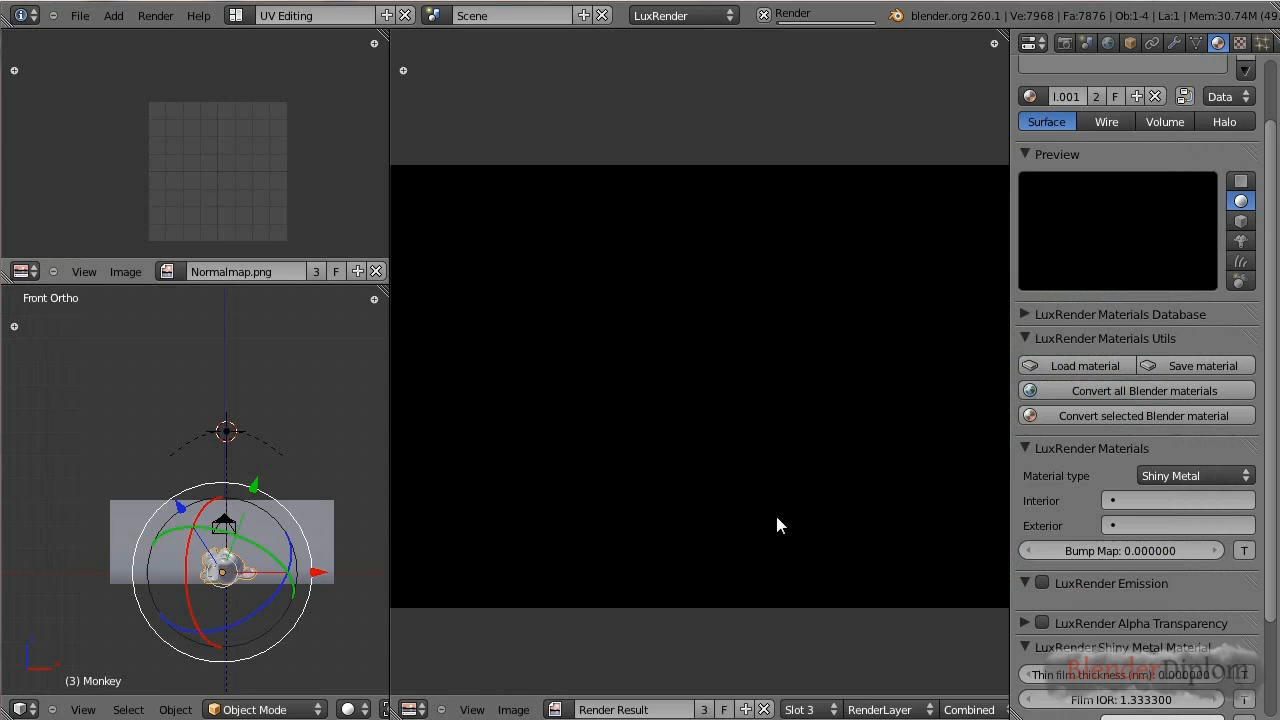 File Add Render Help UV Editing Scene LuxRender Render blender.org 260.1 | Ve:7968 | Fa:7876 | Ob:1-4 | La:1 | Mem:30.74M (49
l.001 2 F Data
Surface Wire Volume Halo
Preview
View Image Normalmap.png 3 F
Front Ortho
LuxRender Materials Database
LuxRender Materials Utils
Load material Save material
Convert all Blender materials
Convert selected Blender material
LuxRender Materials
Material type Shiny Metal
Interior
Exterior
Bump Map: 0.000000 T
LuxRender Emission
LuxRender Alpha Transparency
LuxRender Shiny Metal Material
BlenderDiplom
Thin film thickness (nm): 0.000000 T
Film IOR: 1.333300 T
(3) Monkey
View Select Object Object Mode View Image Render Result 3 F Slot 3 RenderLayer Combined